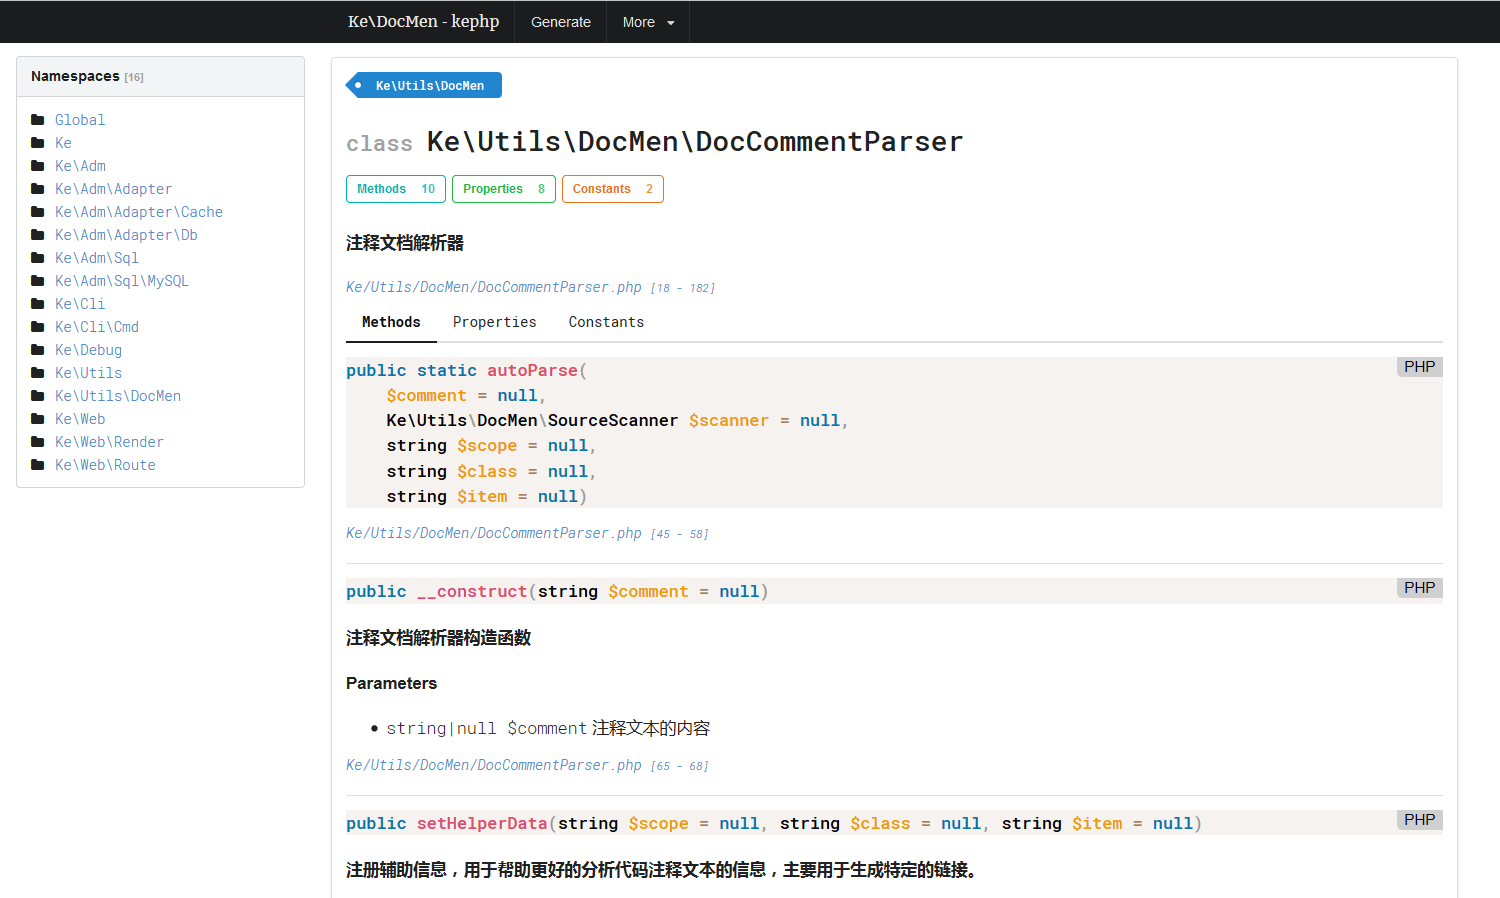 Ke\DocMen - kephp Generate More
Namespaces [16]
Global
Ke
Ke\Adm
Ke\Adm\Adapter
Ke\Adm\Adapter\Cache
Ke\Adm\Adapter\Db
Ke\Adm\Sql
Ke\Adm\Sql\MySQL
Ke\Cli
Ke\Cli\Cmd
Ke\Debug
Ke\Utils
Ke\Utils\DocMen
Ke\Web
Ke\Web\Render
Ke\Web\Route
Ke\Utils\DocMen
class Ke\Utils\DocMen\DocCommentParser
Methods 10 Properties 8 Constants 2
注释文档解析器
Ke/Utils/DocMen/DocCommentParser.php [18 - 182]
Methods Properties Constants
public static autoParse( PHP
$comment = null,
Ke\Utils\DocMen\SourceScanner $scanner = null,
string $scope = null,
string $class = null,
string $item = null)
Ke/Utils/DocMen/DocCommentParser.php [45 - 58]
public __construct(string $comment = null) PHP
注释文档解析器构造函数
Parameters
• string|null $comment 注释文本的内容
Ke/Utils/DocMen/DocCommentParser.php [65 - 68]
public setHelperData(string $scope = null, string $class = null, string $item = null) PHP
注册辅助信息，用于帮助更好的分析代码注释文本的信息，主要用于生成特定的链接。